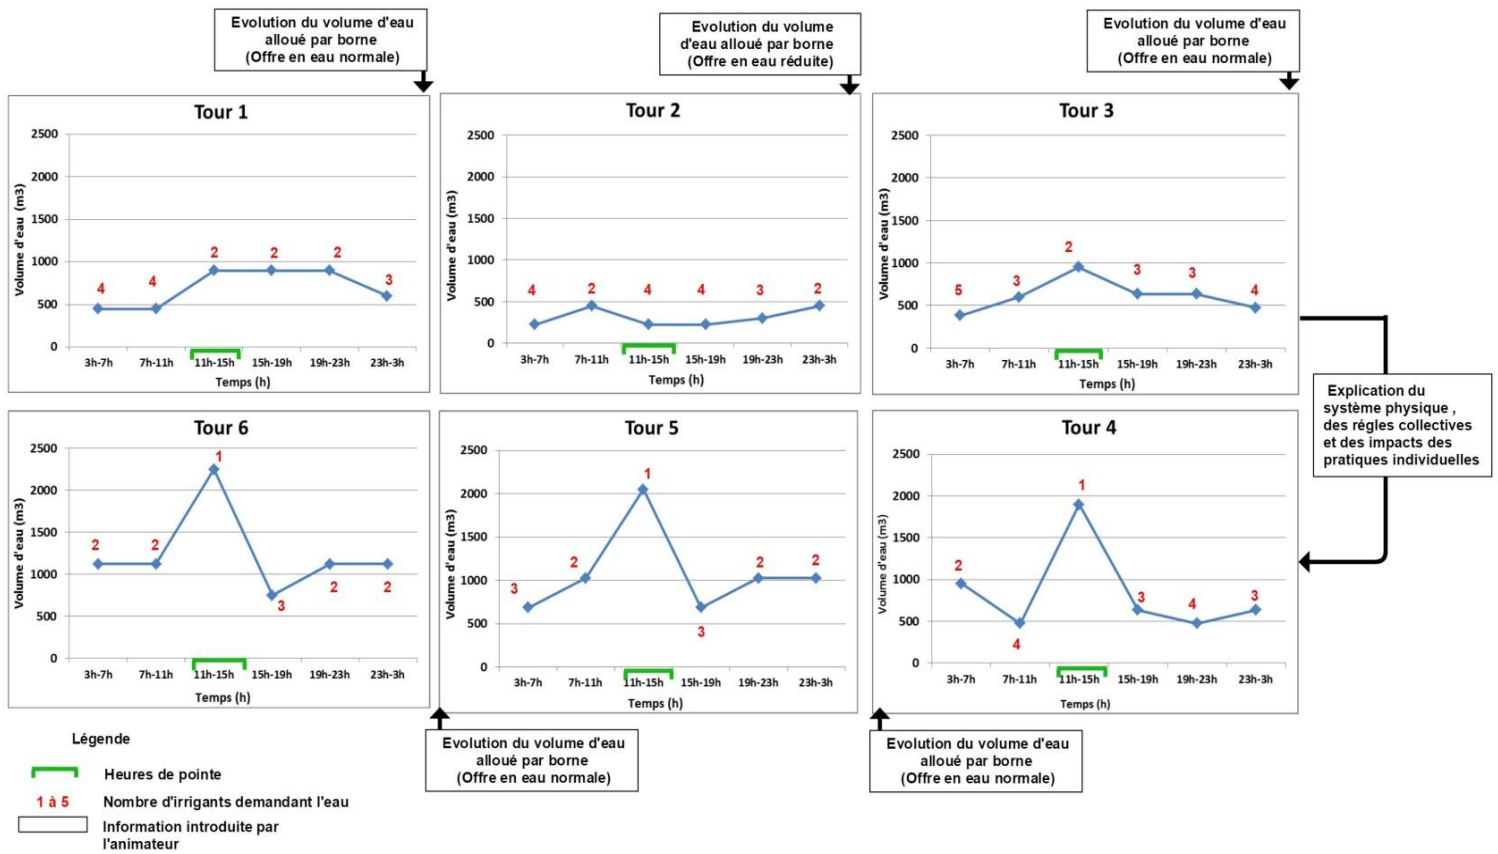 Evolution du volume d'eau
alloué par borne
(Offre en eau normale)
Evolution du volume
d'eau alloué par borne
(Offre en eau réduite)
Evolution du volume d'eau
alloué par borne
(Offre en eau normale)
Tour 1
2500
2000
1500
1000
500
0
Volume d'eau (m3)
4
4
2
2
2
3
3h-7h 7h-11h 11h-15h 15h-19h 19h-23h 23h-3h
Temps (h)
Tour 2
2500
2000
1500
1000
500
0
Volume d'eau (m3)
4
2
4
4
3
2
3h-7h 7h-11h 11h-15h 15h-19h 19h-23h 23h-3h
Temps (h)
Tour 3
2500
2000
1500
1000
500
0
Volume d'eau (m3)
5
3
2
3
3
4
3h-7h 7h-11h 11h-15h 15h-19h 19h-23h 23h-3h
Temps (h)
Explication du
système physique ,
des régles collectives
et des impacts des
pratiques individuelles
Tour 6
2500
2000
1500
1000
500
0
Volume d'eau (m3)
2
2
1
3
2
2
3h-7h 7h-11h 11h-15h 15h-19h 19h-23h 23h-3h
Temps (h)
Tour 5
2500
2000
1500
1000
500
0
Volume d'eau (m3)
3
2
1
3
2
2
3h-7h 7h-11h 11h-15h 15h-19h 19h-23h 23h-3h
Temps (h)
Tour 4
2500
2000
1500
1000
500
0
Volume d'eau (m3)
2
4
1
3
4
3
3h-7h 7h-11h 11h-15h 15h-19h 19h-23h 23h-3h
Temps (h)
Evolution du volume d'eau
alloué par borne
(Offre en eau normale)
Evolution du volume d'eau
alloué par borne
(Offre en eau normale)
Légende
Heures de pointe
1 à 5 Nombre d'irrigants demandant l'eau
Information introduite par
l'animateur